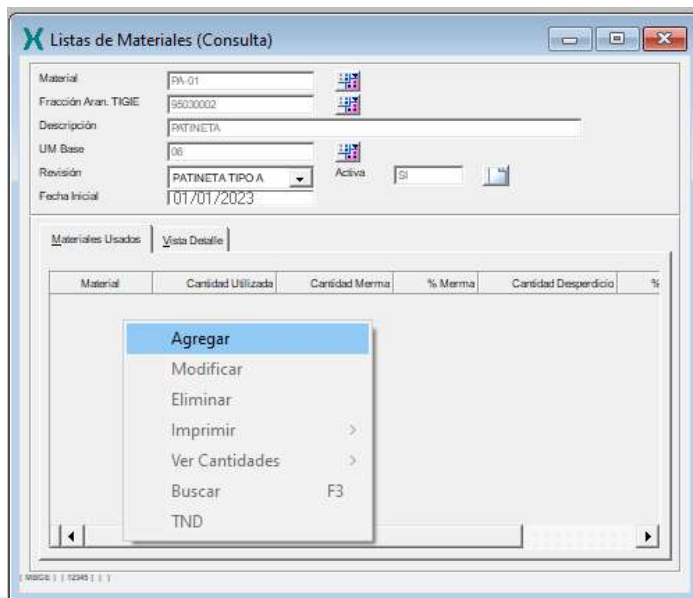 Listas de Materiales (Consulta)
Material PA-01
Fracción Aran. TIGIE 95030002
Descripción PATINETA
UM Base 06
Revisión PATINETA TIPO A Activa SI
Fecha Inicial 01/01/2023
Materiales Usados Vista Detalle
Material Cantidad Utilizada Cantidad Merma % Merma Cantidad Desperdicio %
Agregar
Modificar
Eliminar
Imprimir >
Ver Cantidades >
Buscar F3
TND